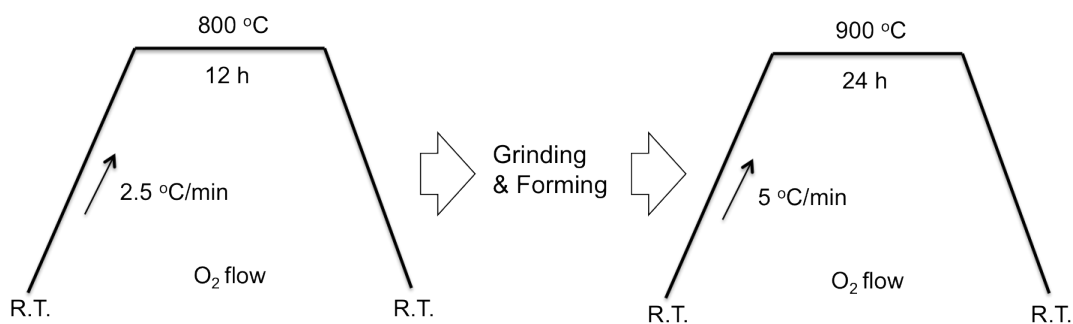 800 °C
12 h
2.5 °C/min
O₂ flow
R.T.
R.T.
Grinding
& Forming
900 °C
24 h
5 °C/min
O₂ flow
R.T.
R.T.